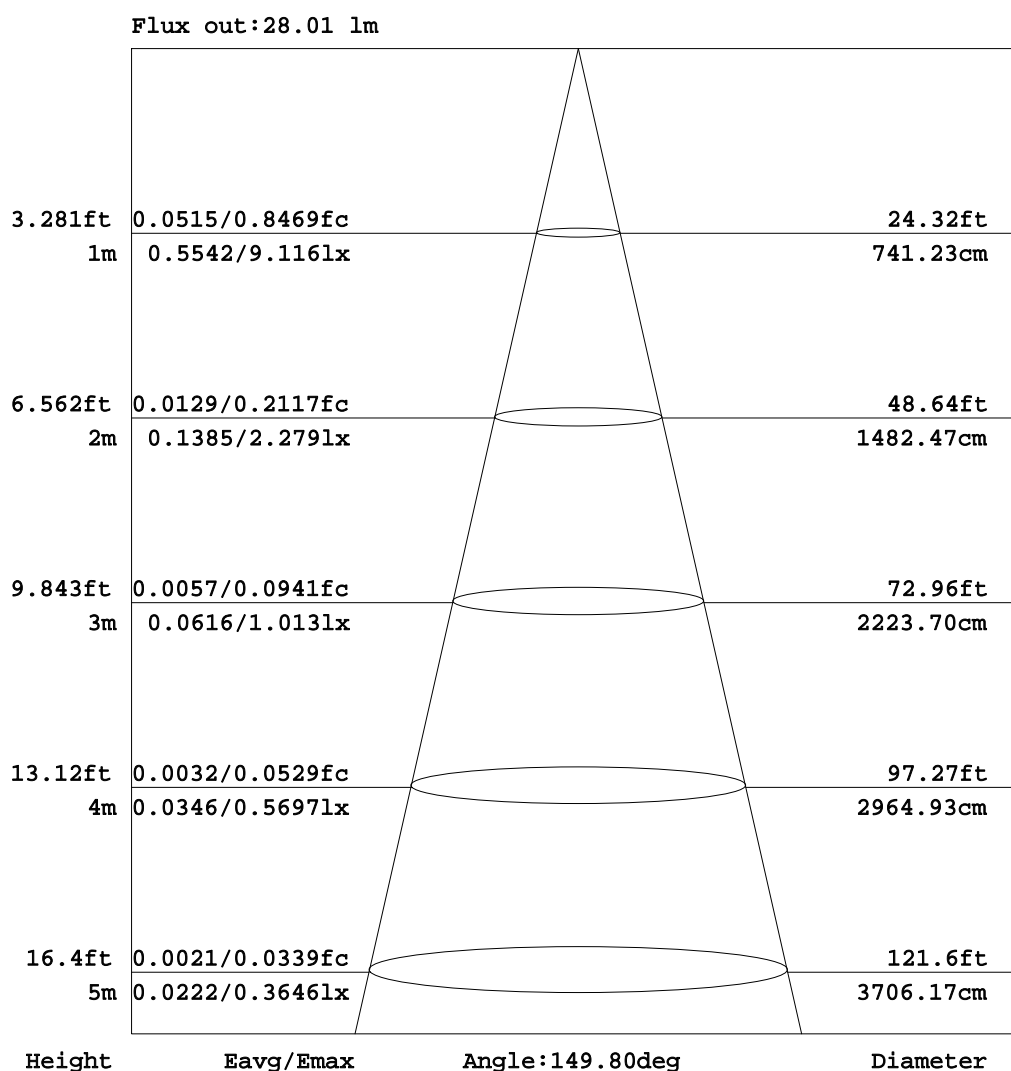 Flux out:28.01 lm
3.281ft 0.0515/0.8469fc 24.32ft
1m 0.5542/9.116lx 741.23cm
6.562ft 0.0129/0.2117fc 48.64ft
2m 0.1385/2.279lx 1482.47cm
9.843ft 0.0057/0.0941fc 72.96ft
3m 0.0616/1.013lx 2223.70cm
13.12ft 0.0032/0.0529fc 97.27ft
4m 0.0346/0.5697lx 2964.93cm
16.4ft 0.0021/0.0339fc 121.6ft
5m 0.0222/0.3646lx 3706.17cm
Height Eavg/Emax Angle:149.80deg Diameter